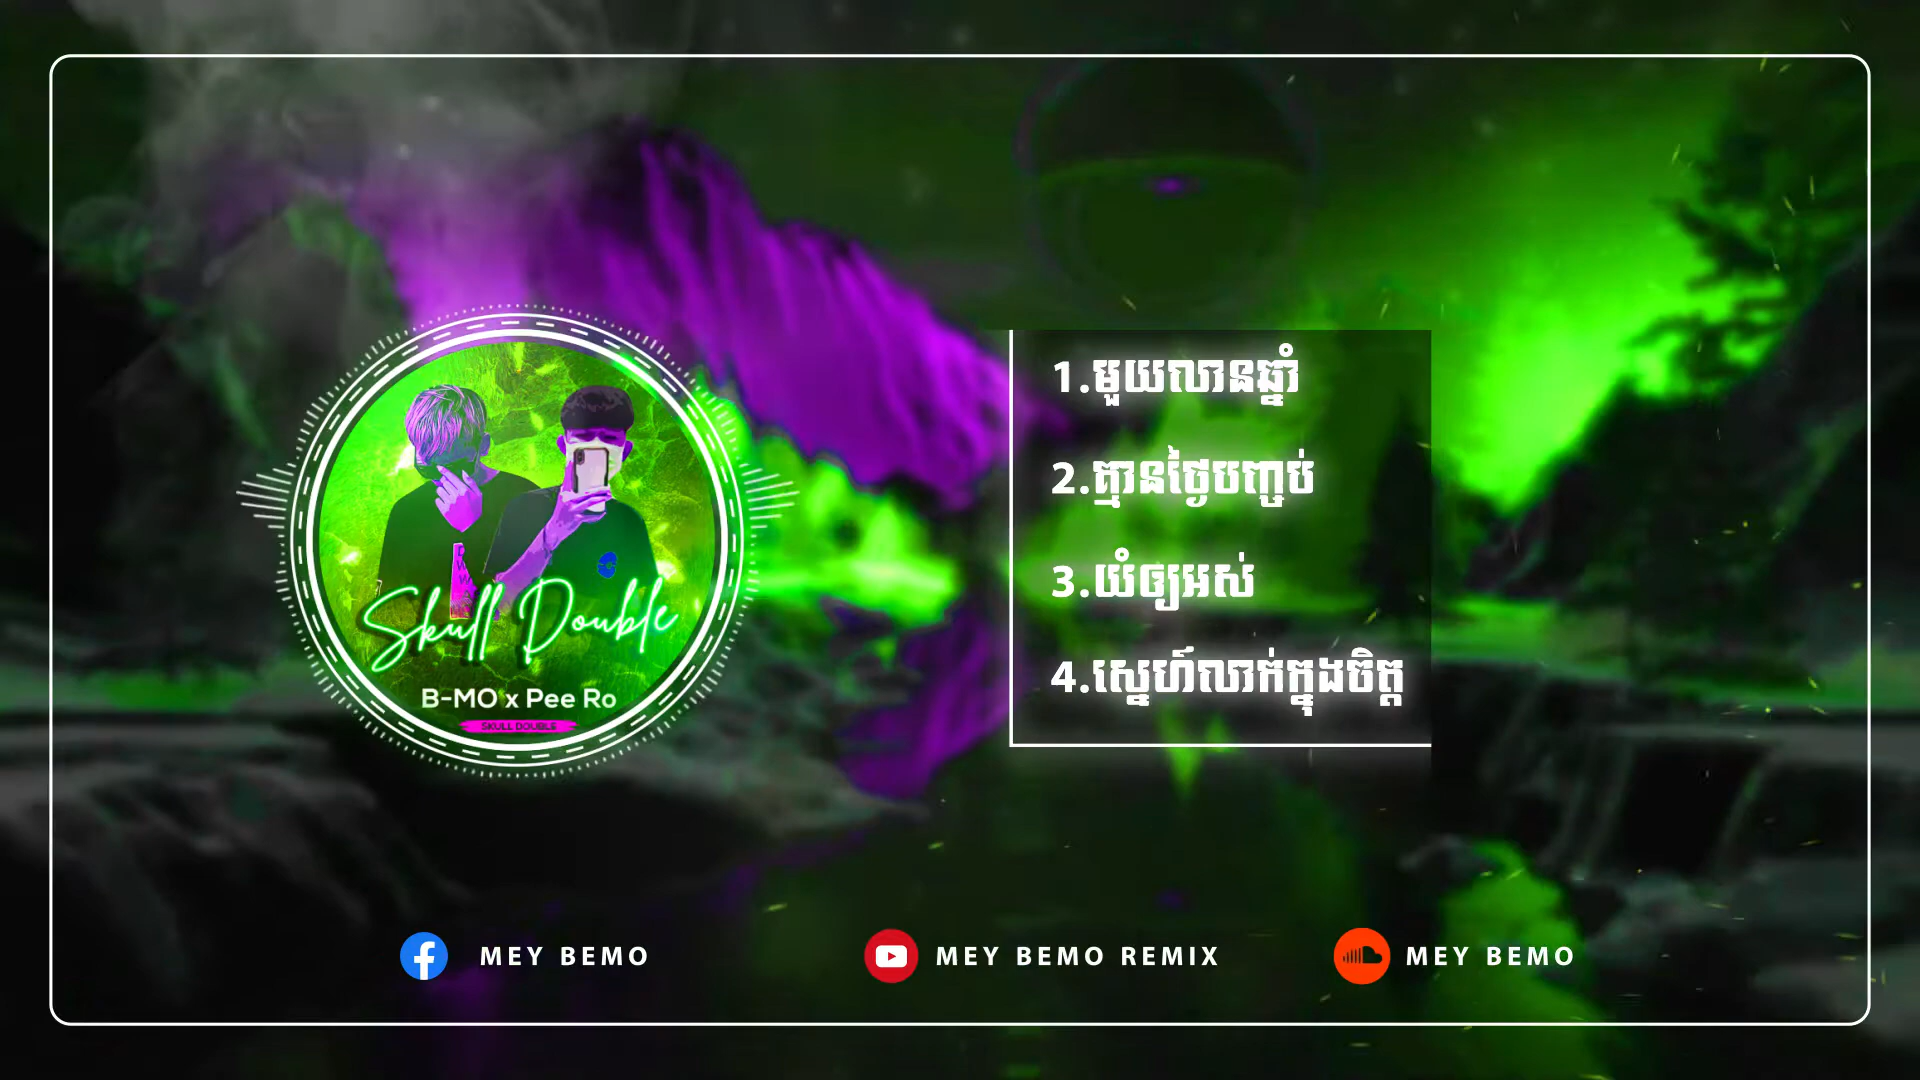 Skull Double
B-MO x Pee Ro
SKULL DOUBLE
1.មួយលានឆ្នាំ
2.គ្មានថ្ងៃបញ្ចប់
3.យំឲ្យអស់
4.ស្នេហ៍លាក់ក្នុងចិត្ត
MEY BEMO
MEY BEMO REMIX
MEY BEMO